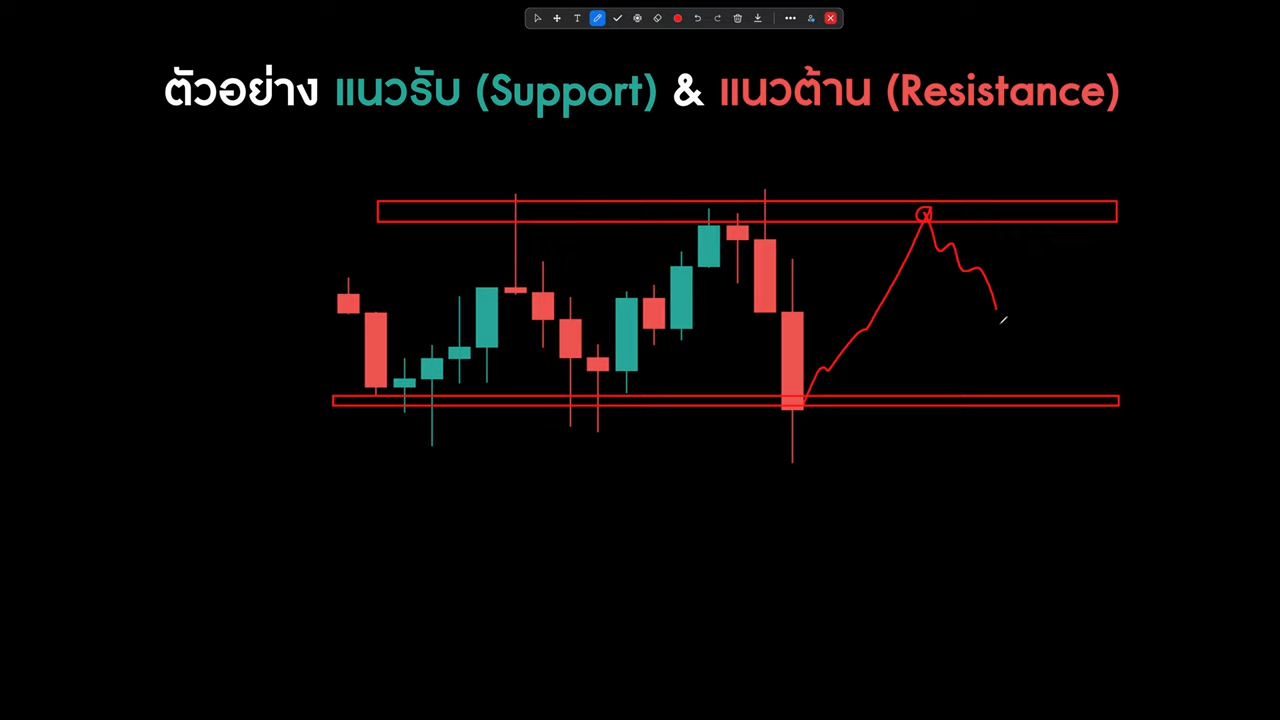 ตัวอย่าง แนวรับ (Support) & แนวต้าน (Resistance)